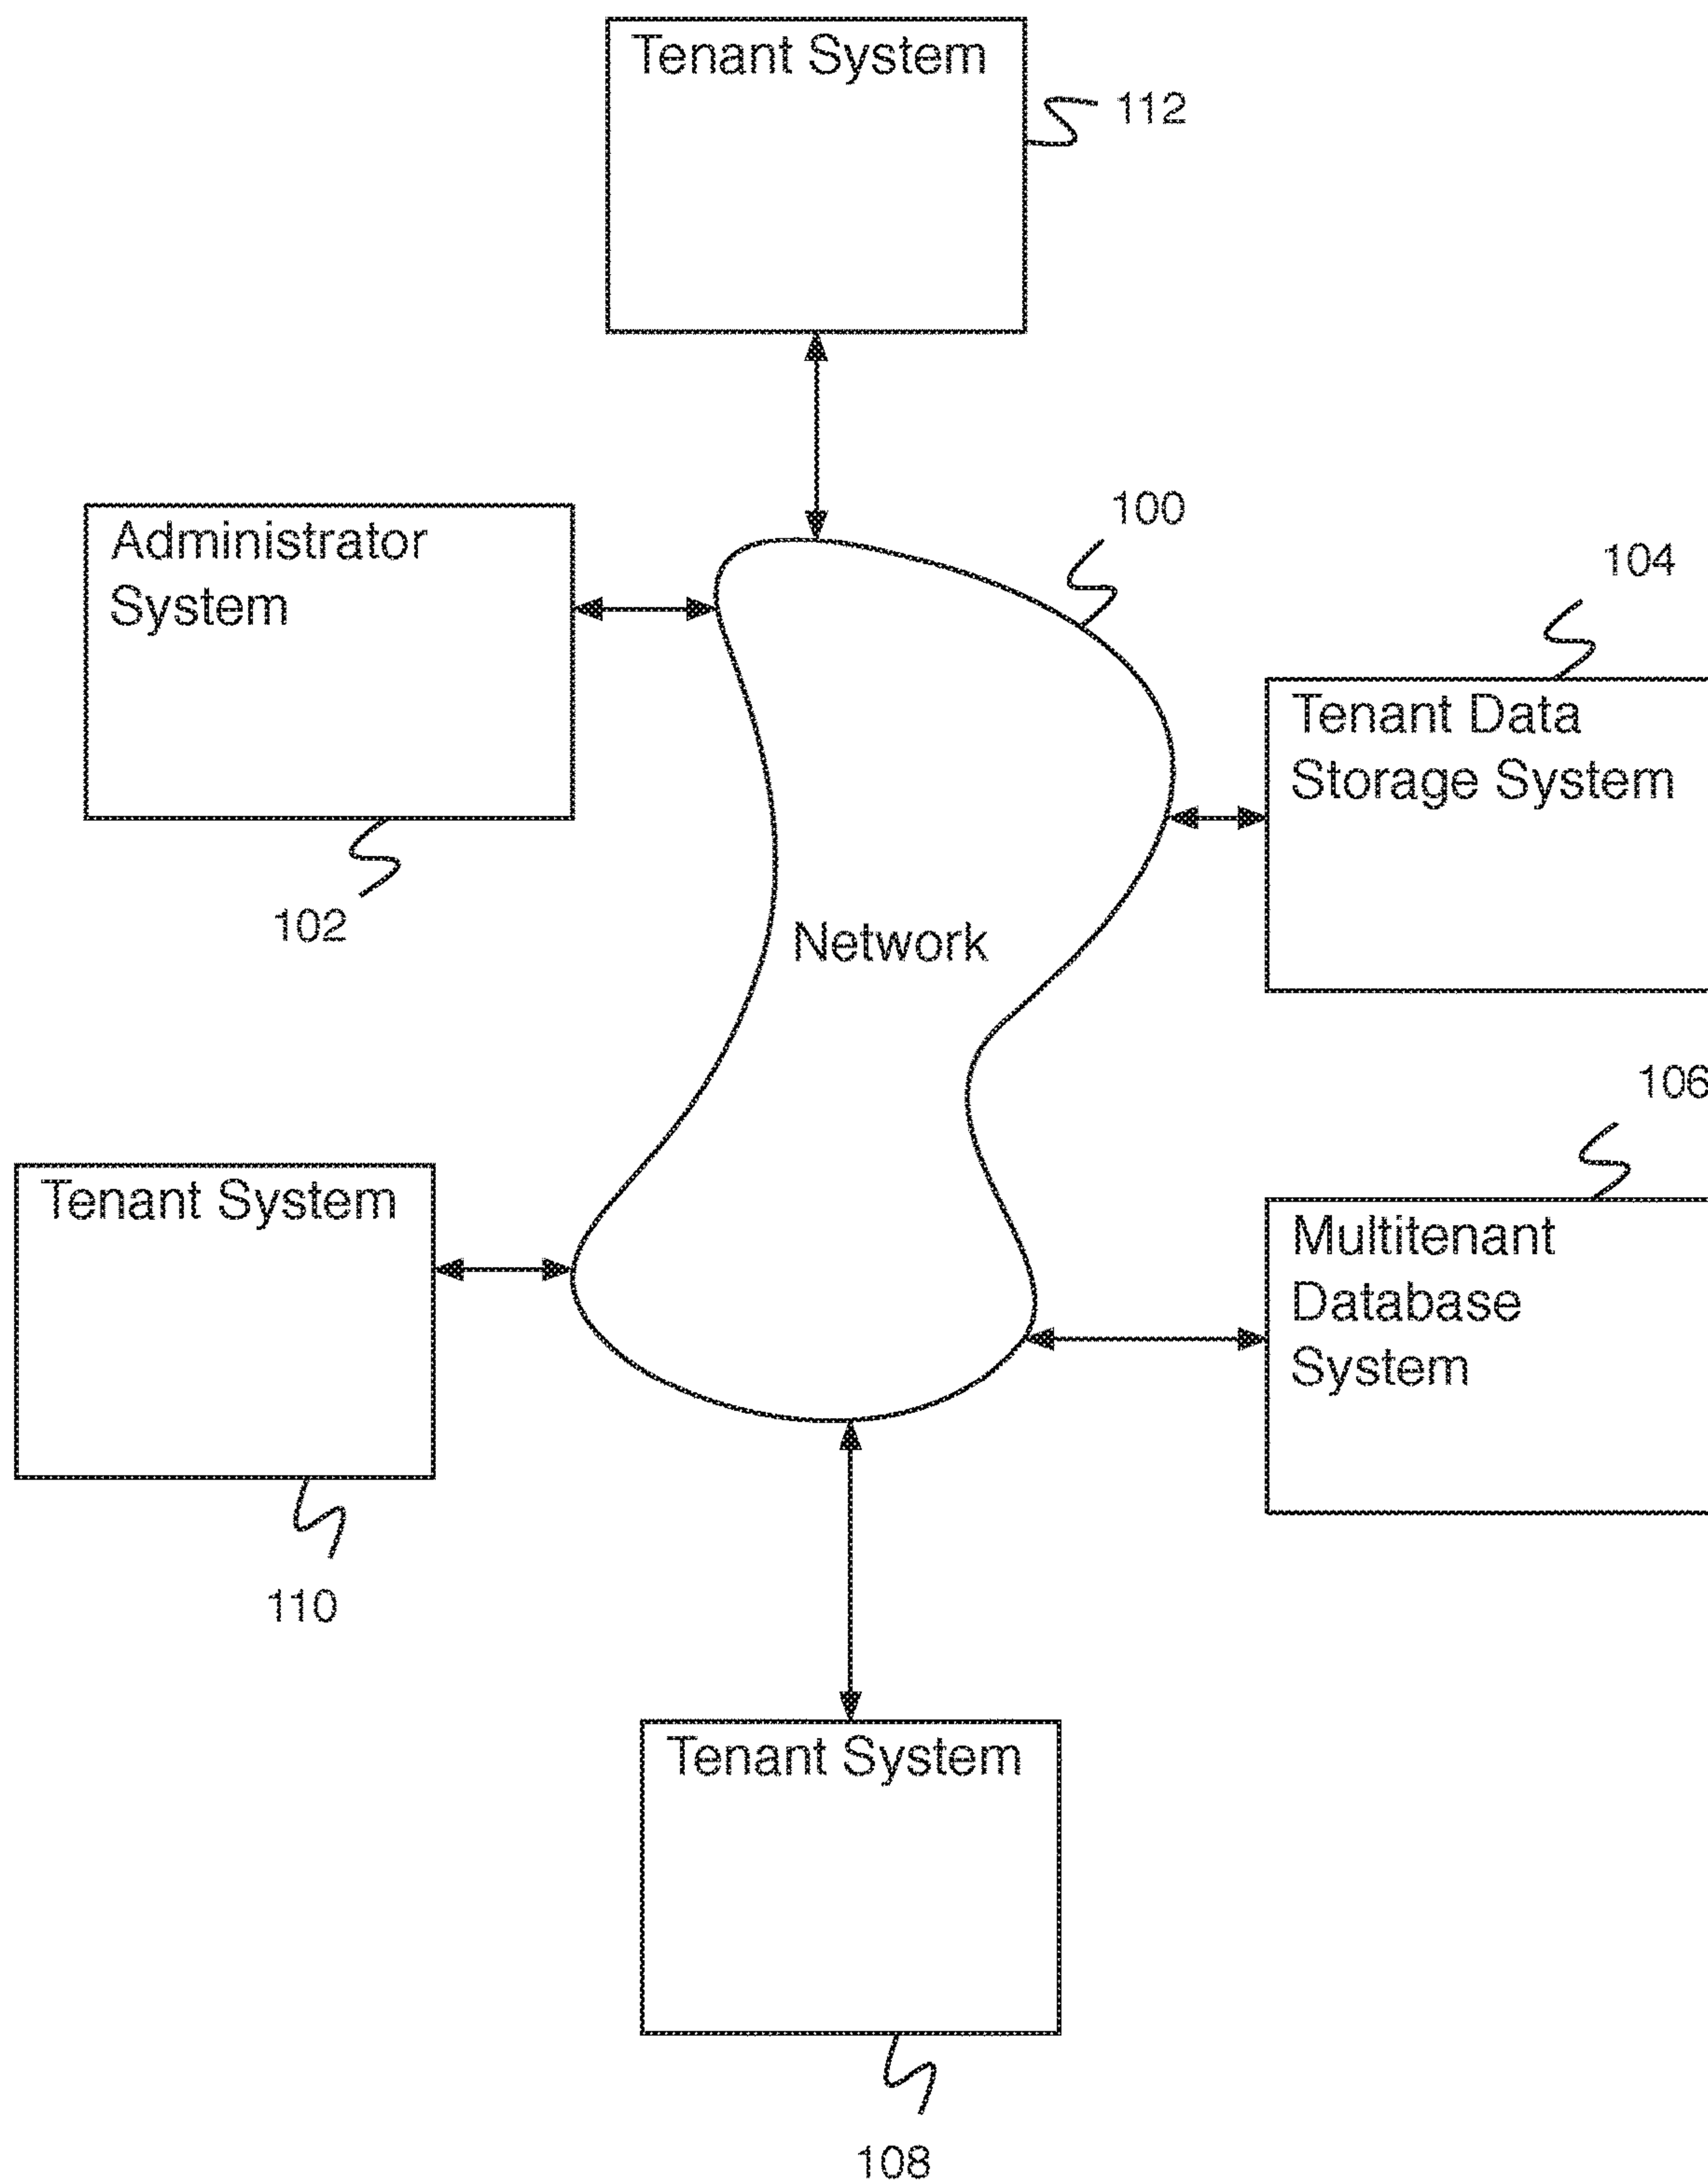 Tenant System
112
100
Administrator
System
104
Tenant Data
Storage System
102
Network
106
Tenant System
Multitenant
Database
System
110
Tenant System
108